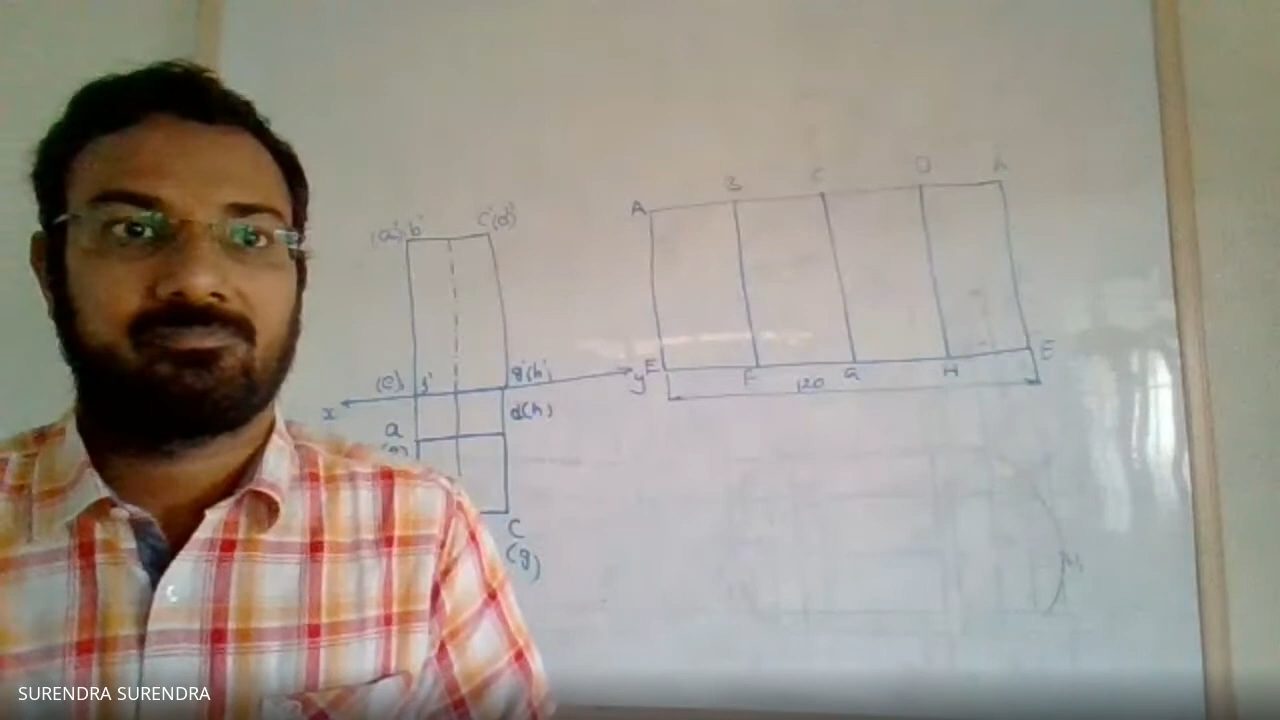 (a') b' c'(d')
(e') f' g'(h')
x y
a d(h)
(e)
C
(g)
A B C D A
E F G H E
120
SURENDRA SURENDRA